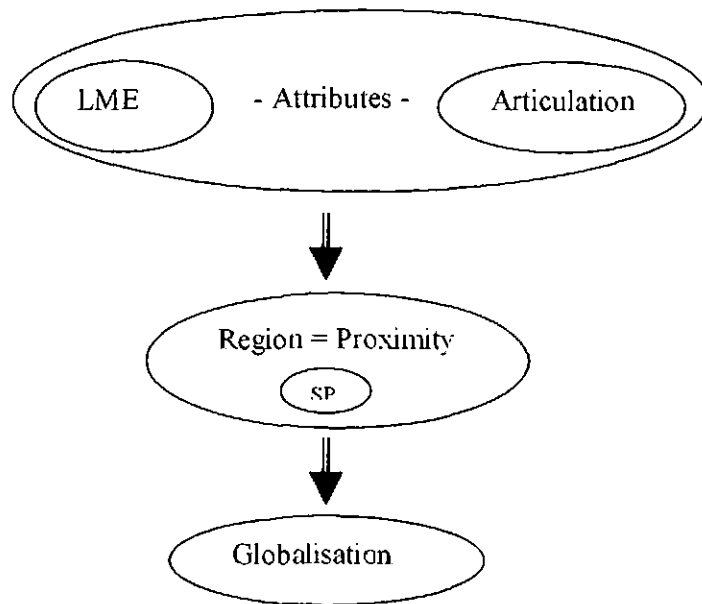 LME - Attributes - Articulation
Region = Proximity
SP
Globalisation